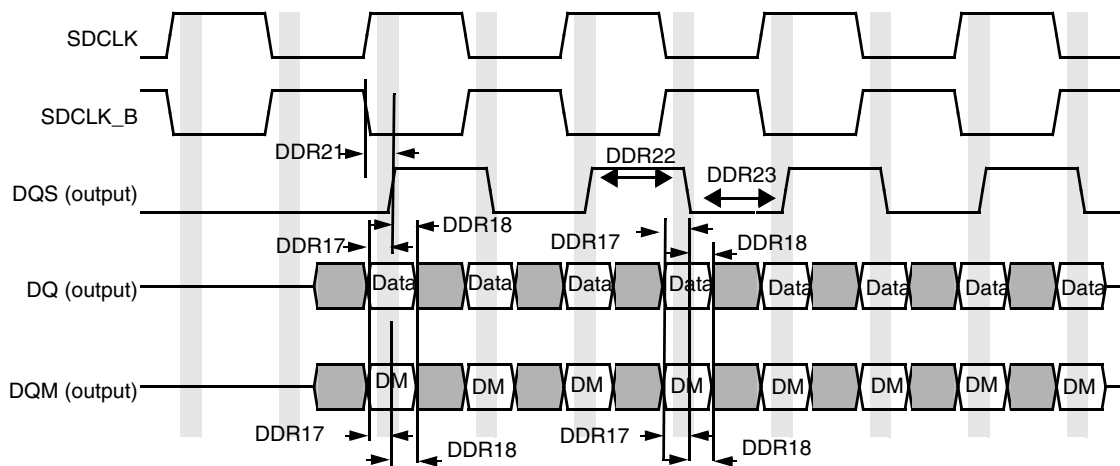 SDCLK
SDCLK_B
DDR21
DDR22
DDR23
DQS (output)
DDR17
DDR18
DDR17
DDR18
DQ (output)
Data Data Data Data Data Data Data Data
DQM (output)
DM DM DM DM DM DM DM DM
DDR17
DDR18
DDR17
DDR18